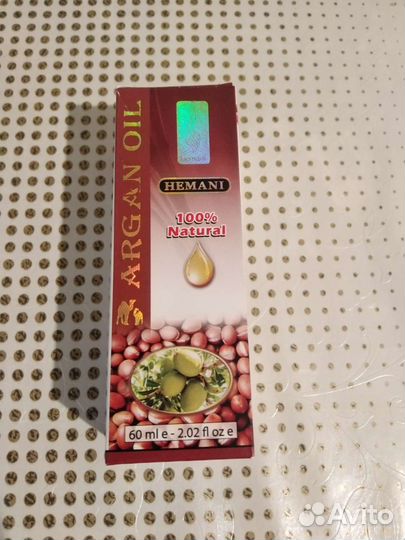 ARGAN OIL
HEMANI
100%
Natural
60 ml e - 2.02 fl oz e
Avito